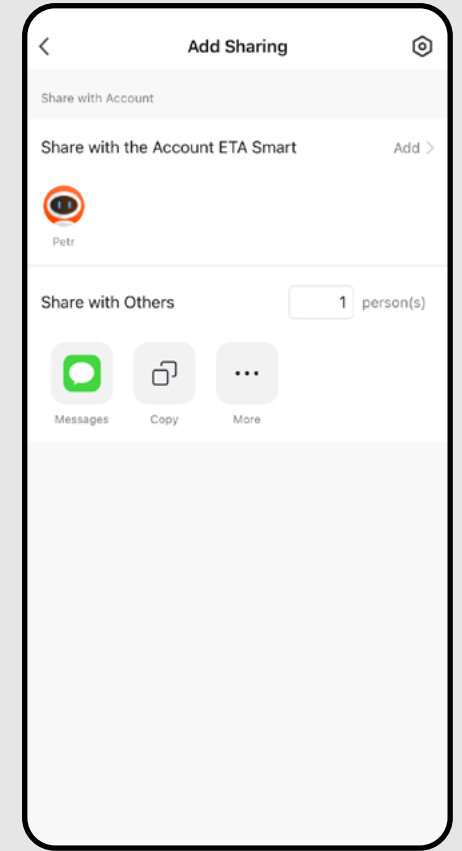 Add Sharing
Share with Account
Share with the Account ETA Smart Add
Petr
Share with Others 1 person(s)
Messages Copy More